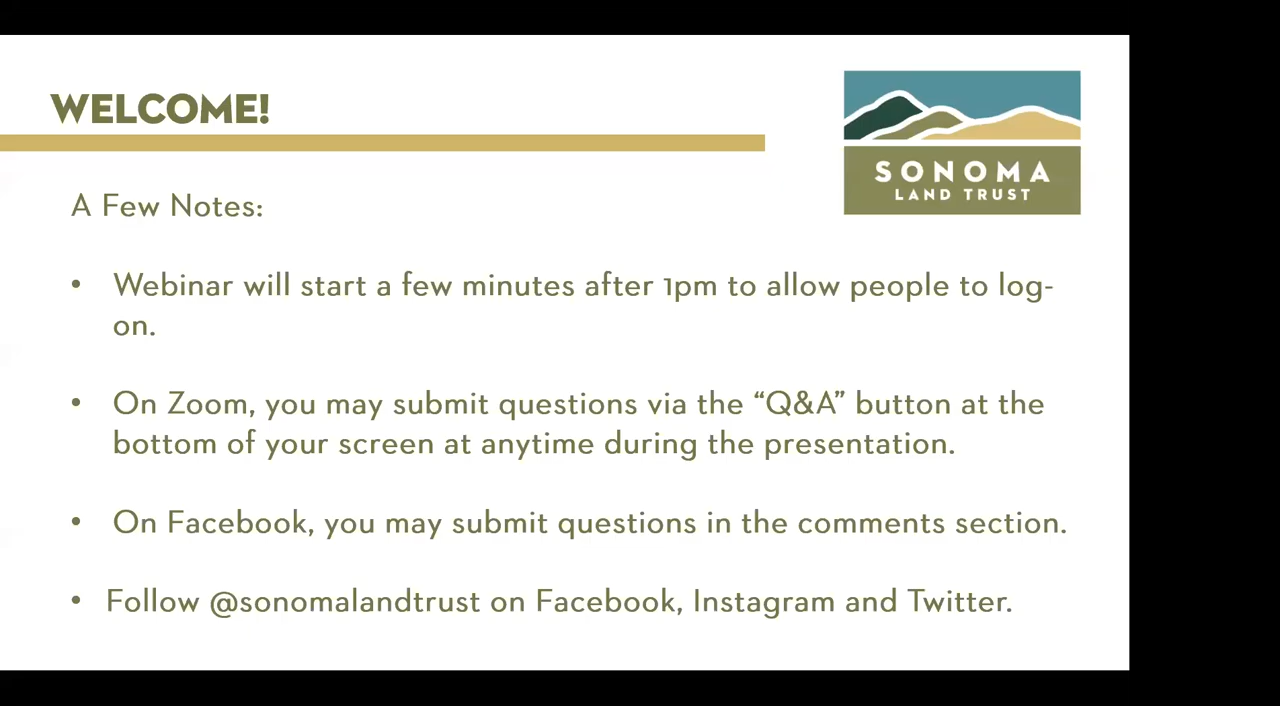 WELCOME!
SONOMA
LAND TRUST
A Few Notes:
• Webinar will start a few minutes after 1pm to allow people to log-
on.
• On Zoom, you may submit questions via the “Q&A” button at the
bottom of your screen at anytime during the presentation.
• On Facebook, you may submit questions in the comments section.
• Follow @sonomalandtrust on Facebook, Instagram and Twitter.